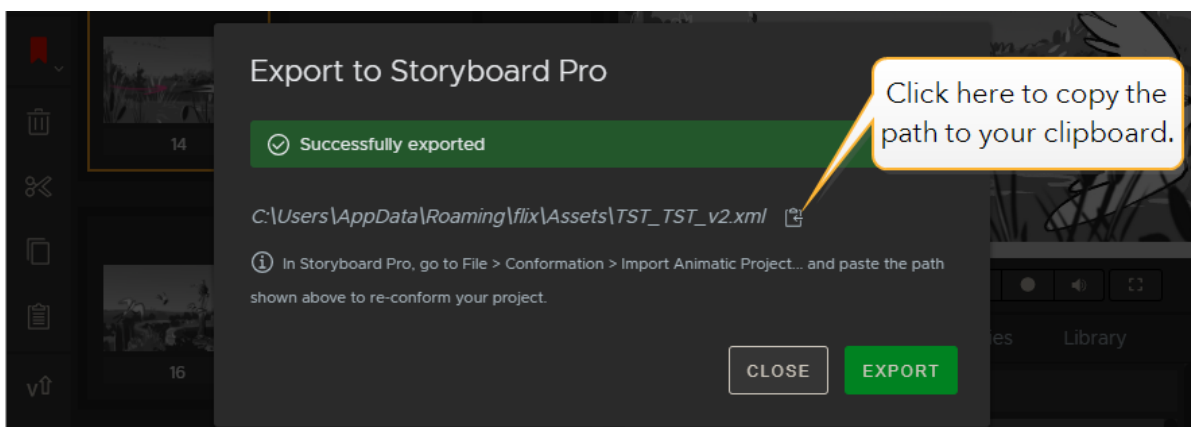 Export to Storyboard Pro
Click here to copy the
path to your clipboard.
14
Successfully exported
C:\Users\AppData\Roaming\flix\Assets\TST_TST_v2.xml
In Storyboard Pro, go to File > Conformation > Import Animatic Project... and paste the path
shown above to re-conform your project.
ies
Library
16
CLOSE
EXPORT
V